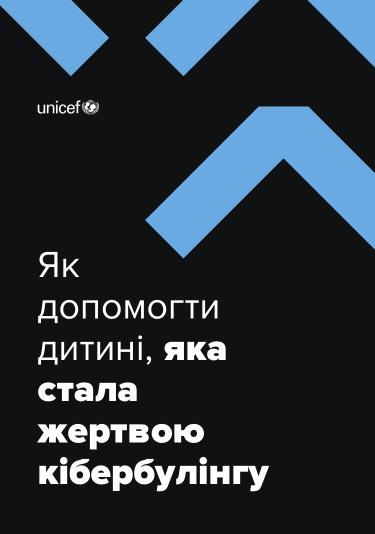 unicef
Як
допомогти
дитині, яка
стала
жертвою
кібербулінгу